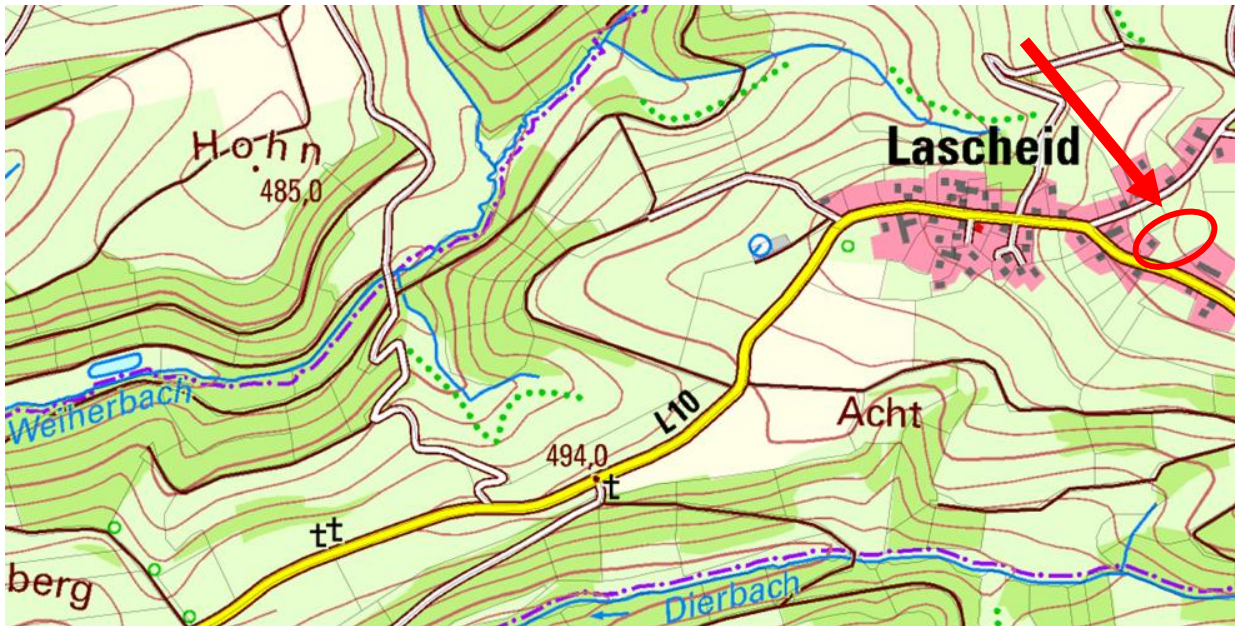 Hohn
485,0
Lascheid
Weiherbach
L10
Acht
494,0
berg
Dierbach